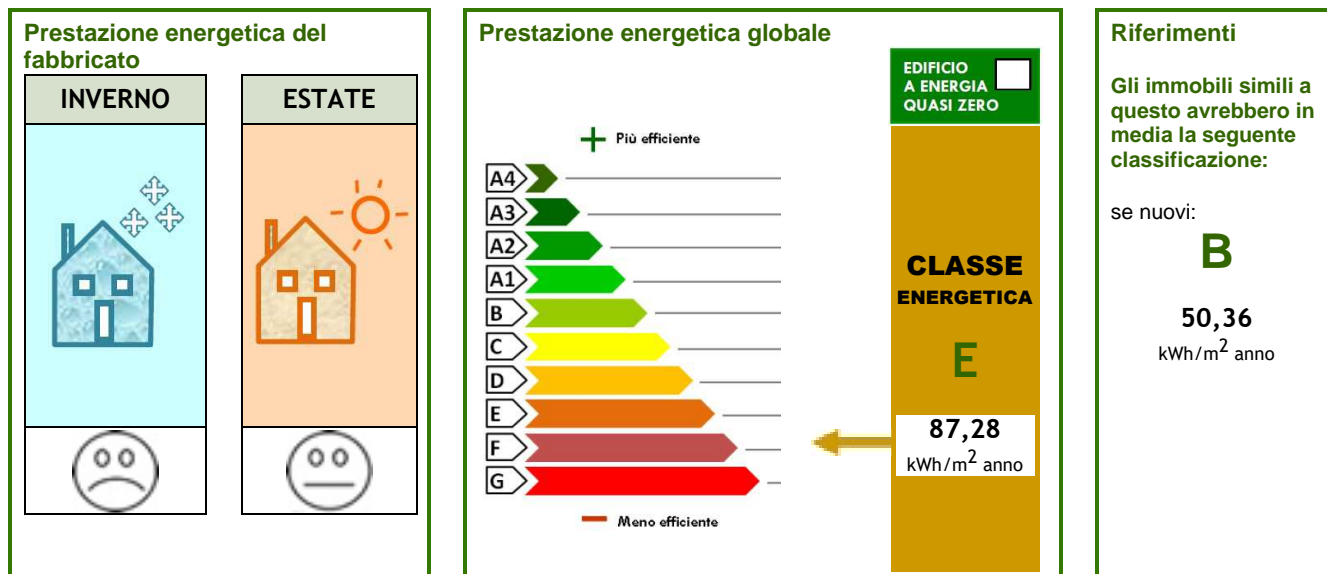 Prestazione energetica del
fabbricato
INVERNO
ESTATE
Prestazione energetica globale
EDIFICIO
A ENERGIA
QUASI ZERO
Più efficiente
A4
A3
A2
A1
B
C
D
E
F
G
Meno efficiente
CLASSE
ENERGETICA
E
87,28
kWh/m² anno
Riferimenti
Gli immobili simili a
questo avrebbero in
media la seguente
classificazione:
se nuovi:
B
50,36
kWh/m² anno